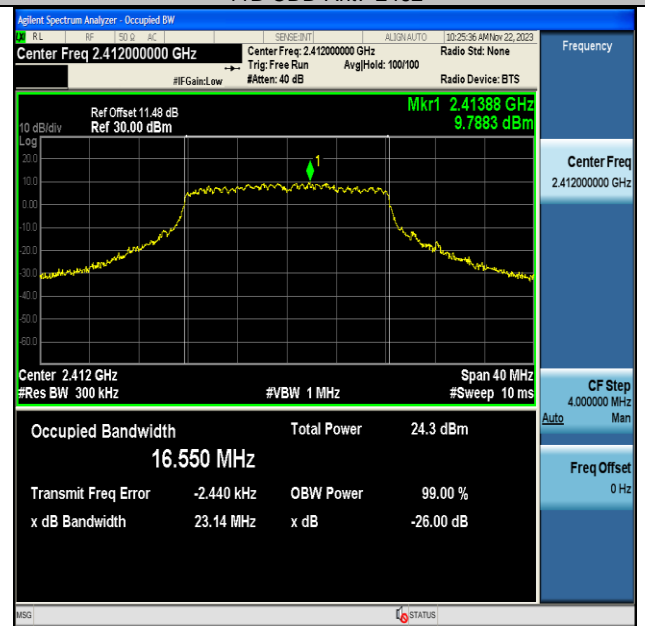 Agilent Spectrum Analyzer - Occupied BW
RL RF 50 Ω AC SENSE:INT ALIGN AUTO 10:25:36 AM Nov 22, 2023
Center Freq 2.412000000 GHz
Center Freq: 2.412000000 GHz
Radio Std: None
Trig: Free Run Avg|Hold: 100/100
#IFGain:Low
#Atten: 40 dB
Radio Device: BTS
Frequency
Mkr1 2.41388 GHz
9.7883 dBm
Ref Offset 11.48 dB
10 dB/div Ref 30.00 dBm
Log
20.0
10.0
0.00
-10.0
-20.0
-30.0
-40.0
-50.0
-60.0
1
Center 2.412 GHz
Span 40 MHz
#Res BW 300 kHz
#VBW 1 MHz
#Sweep 10 ms
Center Freq
2.412000000 GHz
CF Step
4.000000 MHz
Auto Man
Freq Offset
0 Hz
Occupied Bandwidth
Total Power 24.3 dBm
16.550 MHz
Transmit Freq Error -2.440 kHz OBW Power 99.00 %
x dB Bandwidth 23.14 MHz x dB -26.00 dB
MSG
STATUS